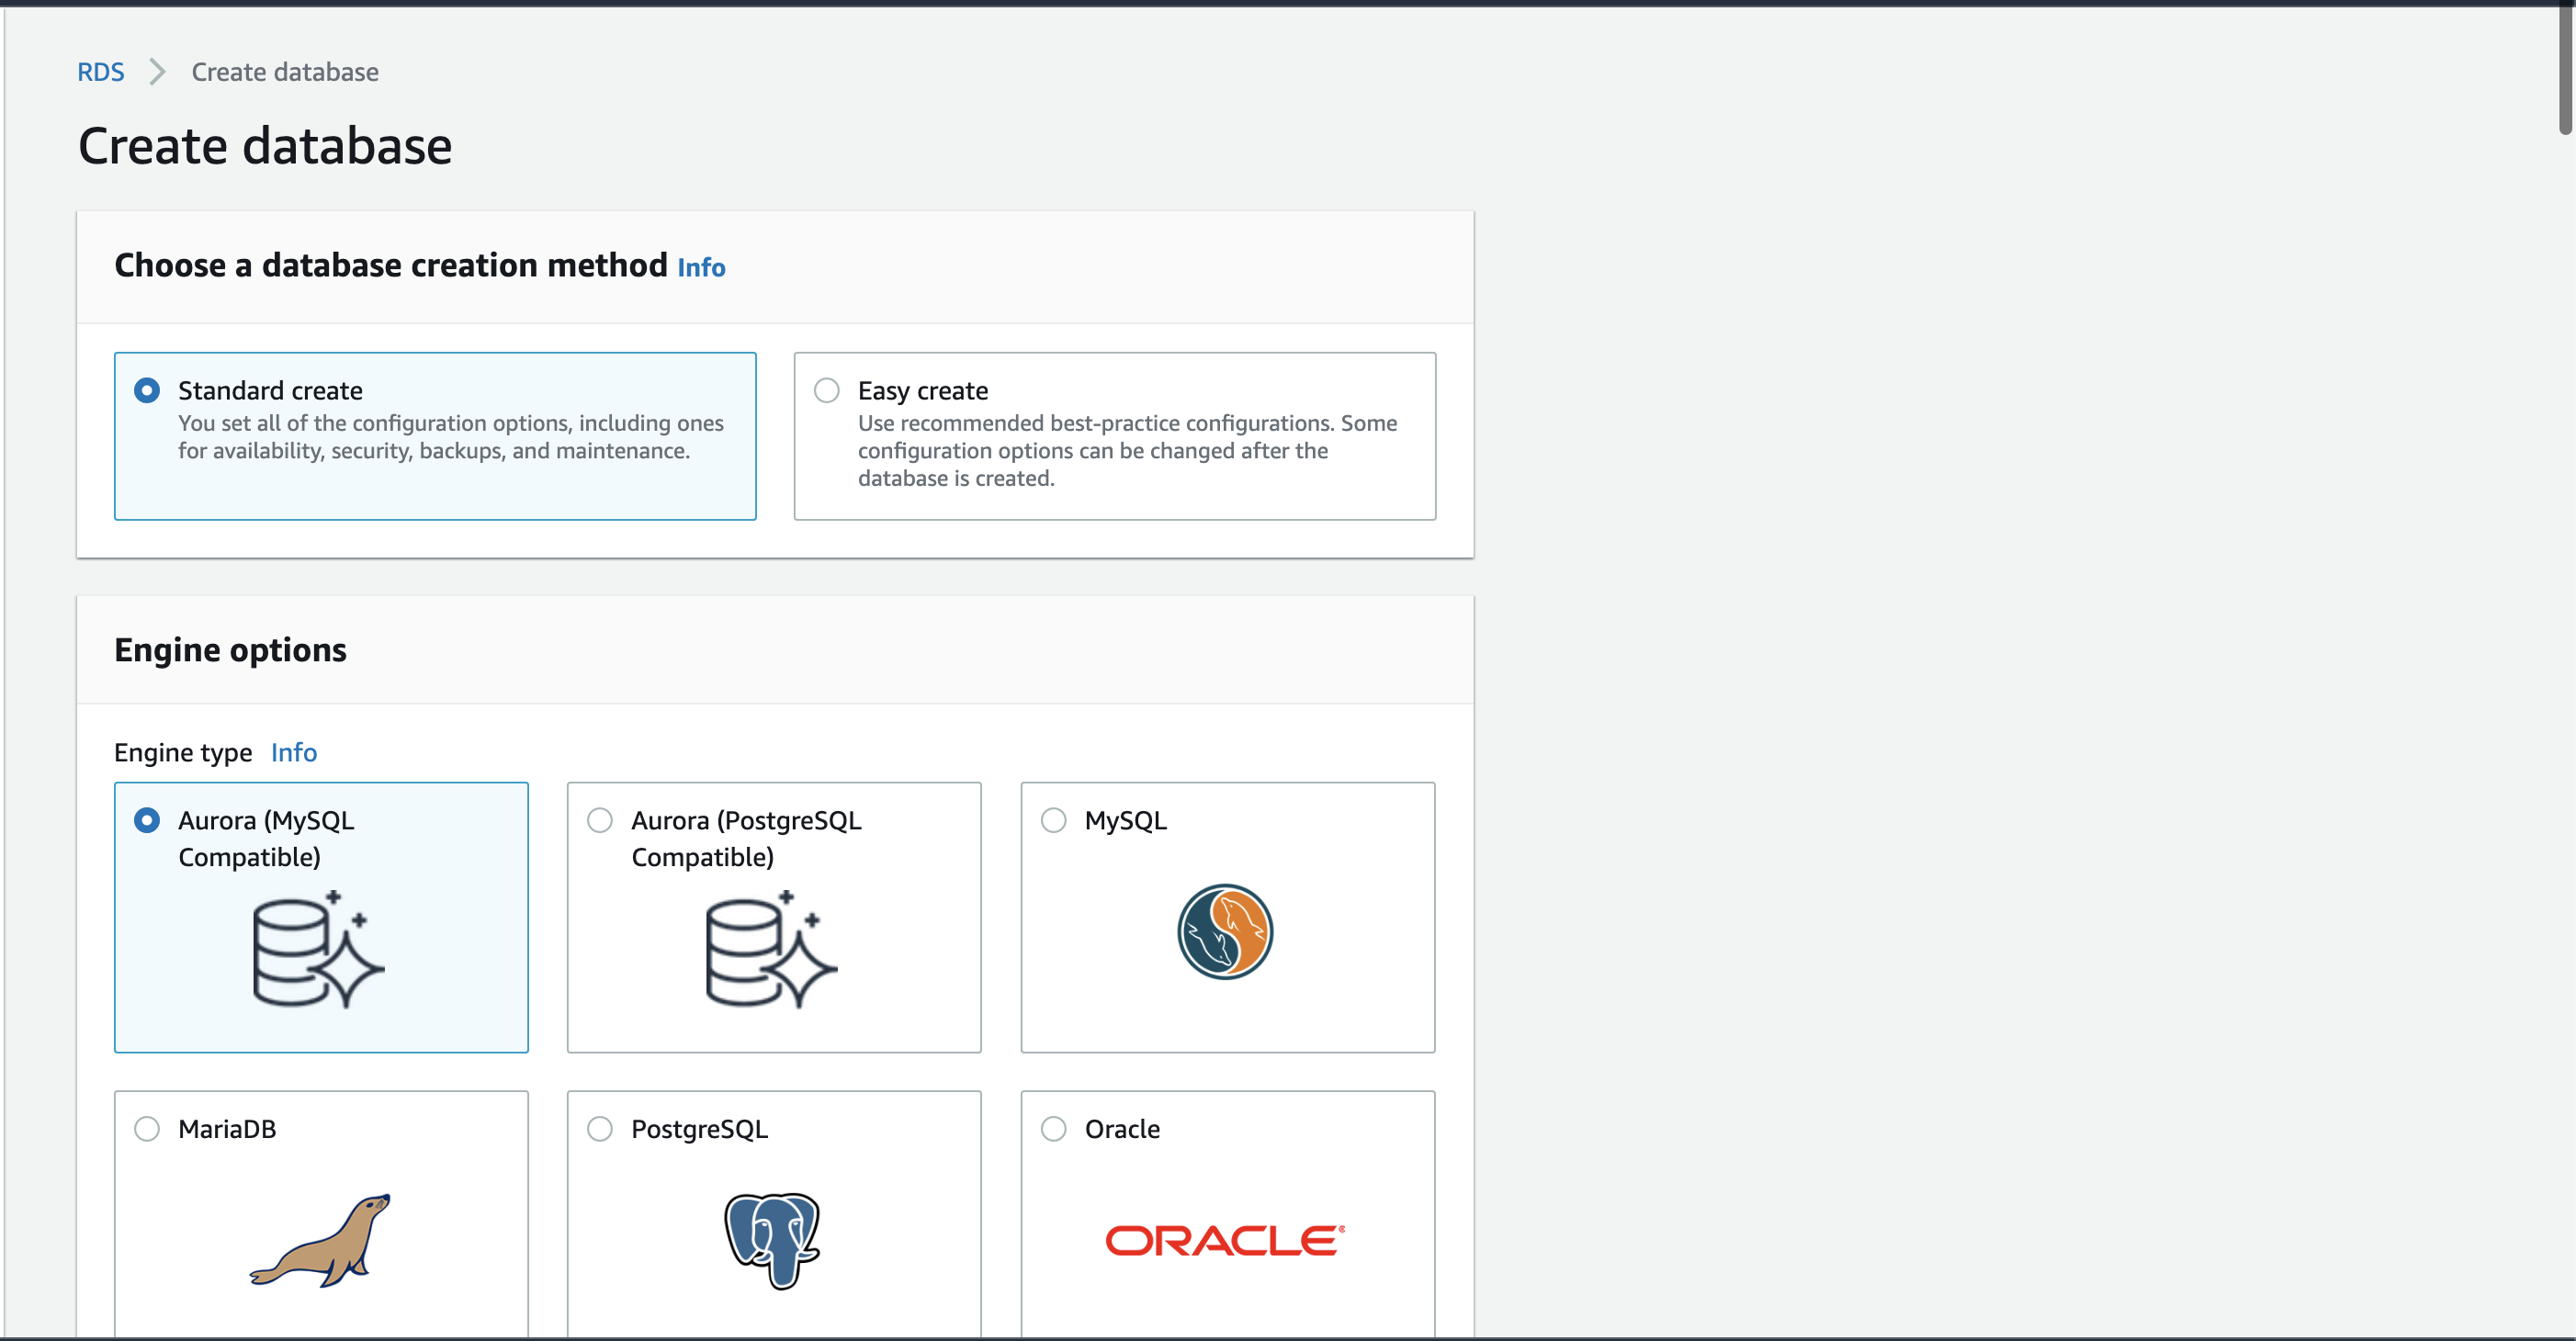 RDS
Create database
Create database
Choose a database creation method Info
Standard create
You set all of the configuration options, including ones
for availability, security, backups, and maintenance.
Easy create
Use recommended best-practice configurations. Some
configuration options can be changed after the
database is created.
Engine options
Engine type Info
Aurora (MySQL
Compatible)
Aurora (PostgreSQL
Compatible)
MySQL
MariaDB
PostgreSQL
Oracle
ORACLE®